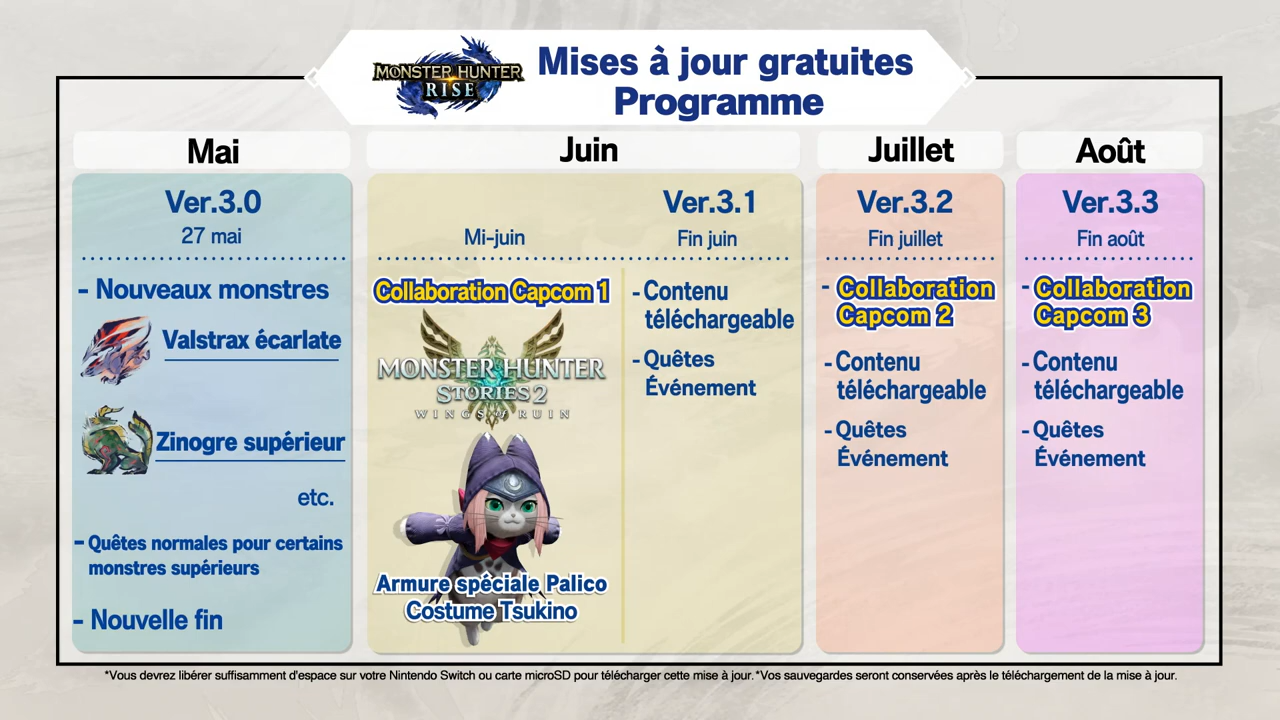 MONSTER HUNTER
RISE
Mises à jour gratuites
Programme
Mai
Ver.3.0
27 mai
- Nouveaux monstres
Valstrax écarlate
Zinogre supérieur
etc.
- Quêtes normales pour certains
monstres supérieurs
- Nouvelle fin
Juin
Mi-juin
Collaboration Capcom 1
MONSTER HUNTER
STORIES 2
WINGS OF RUIN
Armure spéciale Palico
Costume Tsukino
Ver.3.1
Fin juin
- Contenu
téléchargeable
- Quêtes
Événement
Juillet
Ver.3.2
Fin juillet
- Collaboration
Capcom 2
- Contenu
téléchargeable
- Quêtes
Événement
Août
Ver.3.3
Fin août
- Collaboration
Capcom 3
- Contenu
téléchargeable
- Quêtes
Événement
*Vous devrez libérer suffisamment d'espace sur votre Nintendo Switch ou carte microSD pour télécharger cette mise à jour. *Vos sauvegardes seront conservées après le téléchargement de la mise à jour.